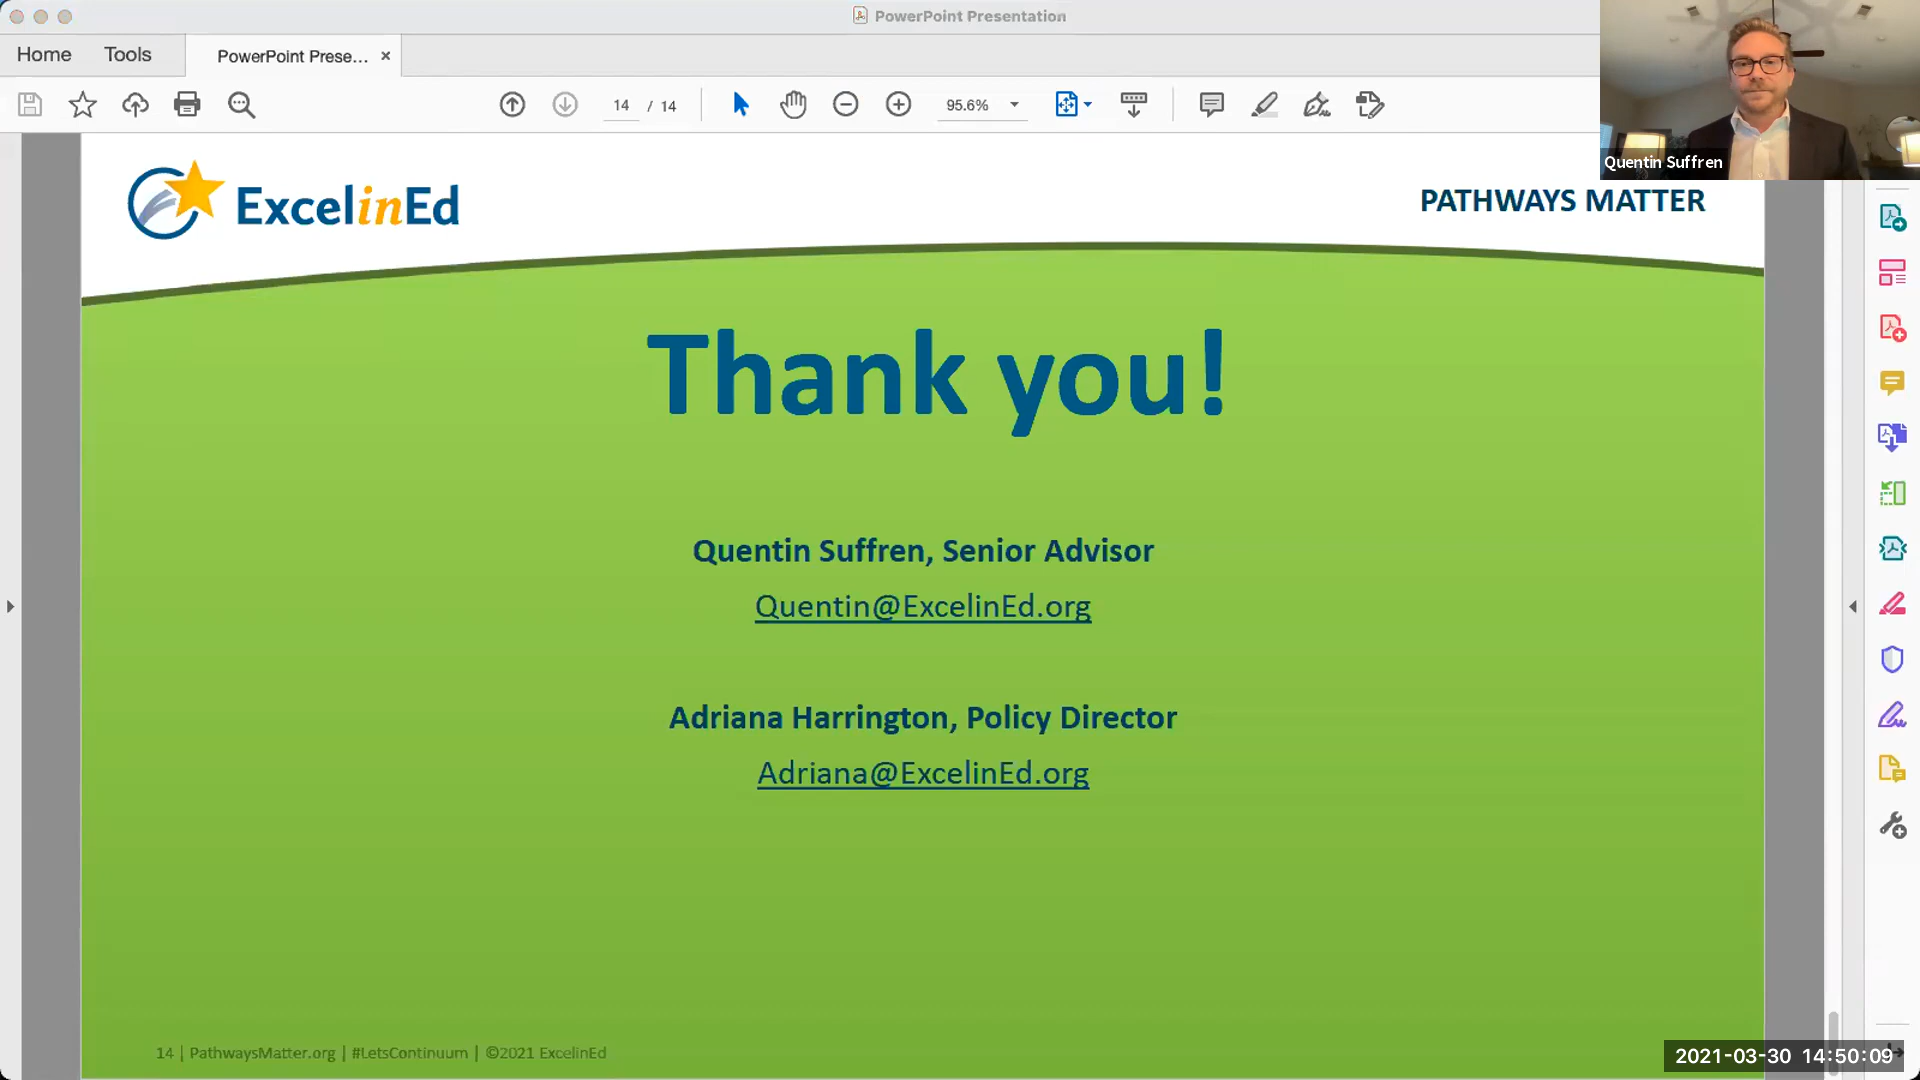 PowerPoint Presentation
Home
Tools
PowerPoint Prese...
14 / 14
95.6%
Quentin Suffren
ExcelinEd
PATHWAYS MATTER
Thank you!
Quentin Suffren, Senior Advisor
Quentin@ExcelinEd.org
Adriana Harrington, Policy Director
Adriana@ExcelinEd.org
14 | PathwaysMatter.org | #LetsContinuum | ©2021 ExcelinEd
2021-03-30 14:50:09